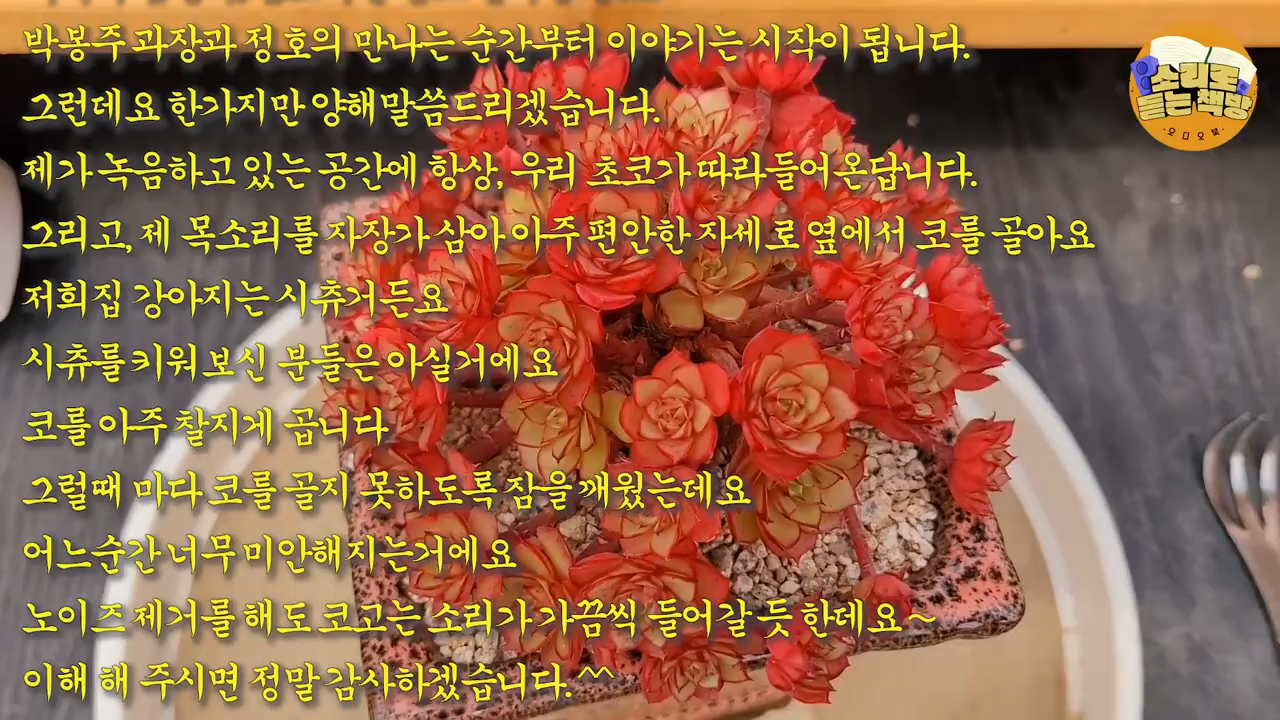 박봉주 과장과 정호의 만나는 순간부터 이야기는 시작이 됩니다.
그런데요 한가지만 양해말씀드리겠습니다.
제가 녹음하고 있는 공간에 항상, 우리 초코가 따라들어온답니다.
그리고, 제 목소리를 자장가 삼아 아주 편안한 자세로 옆에서 코를 골아요
저희집 강아지는 시츄거든요
시츄를 키워보신 분들은 아실거에요
코를 아주 찰지게 곱니다
그럴때 마다 코를 골지 못하도록 잠을 깨웠는데요
어느순간 너무 미안해지는거에요
노이즈 제거를 해도 코고는 소리가 가끔씩 들어갈 듯 한데요~
이해 해 주시면 정말 감사하겠습니다.^^
소리로
듣는 책방
·오디오북·